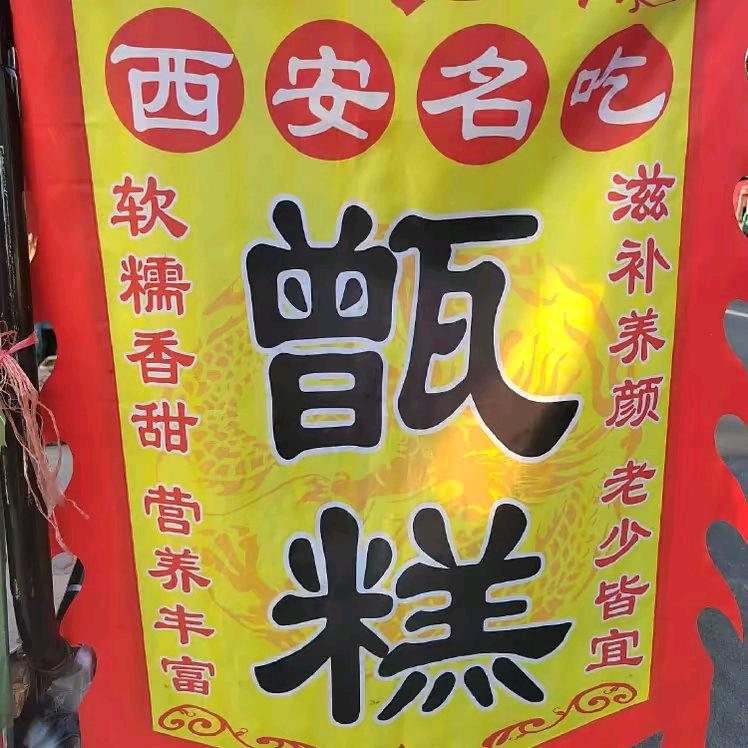 西安名吃
甑糕
软糯香甜 营养丰富
滋补养颜 老少皆宜